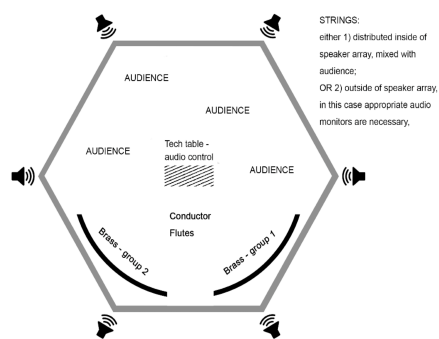 STRINGS:
either 1) distributed inside of
speaker array, mixed with
audience;
OR 2) outside of speaker array,
in this case appropriate audio
monitors are necessary,
AUDIENCE
AUDIENCE
Tech table -
audio control
AUDIENCE
AUDIENCE
Conductor
Flutes
Brass - group 2
Brass - group 1